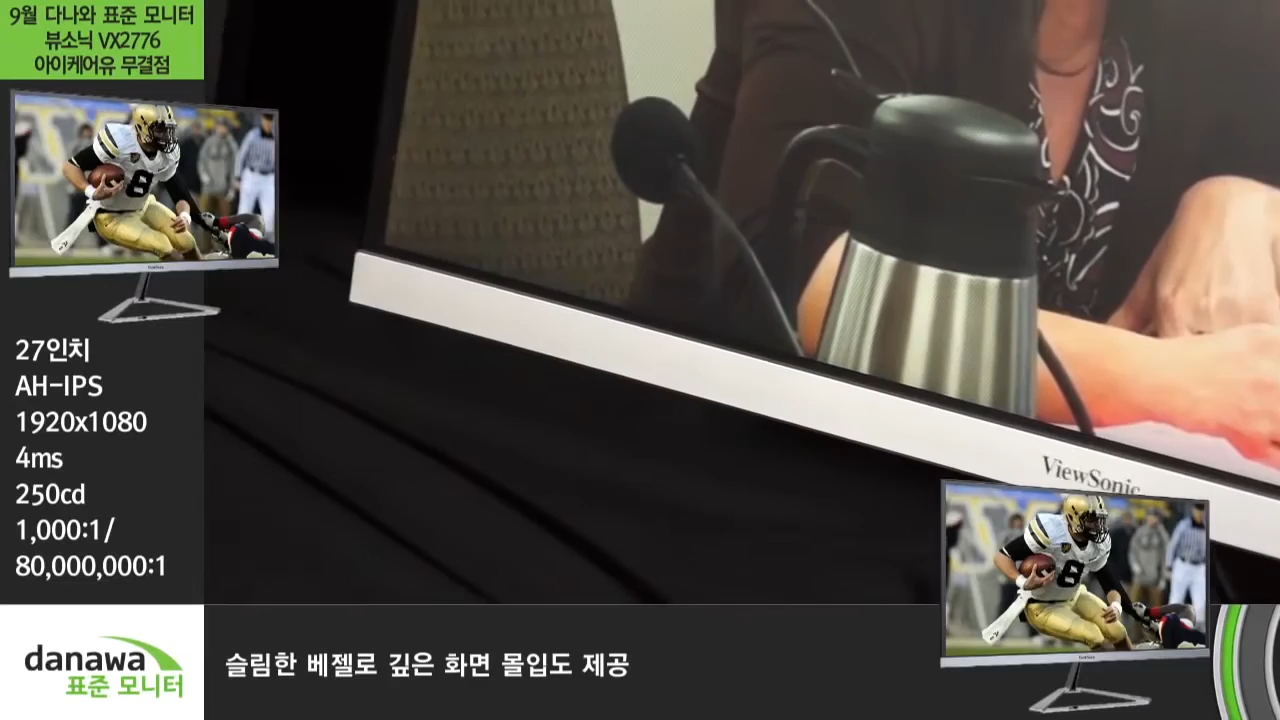 9월 다나와 표준 모니터
뷰소닉 VX2776
아이케어유 무결점
27인치
AH-IPS
1920x1080
4ms
250cd
1,000:1/
80,000,000:1
ViewSonic
8
8
danawa
표준 모니터
슬림한 베젤로 깊은 화면 몰입도 제공